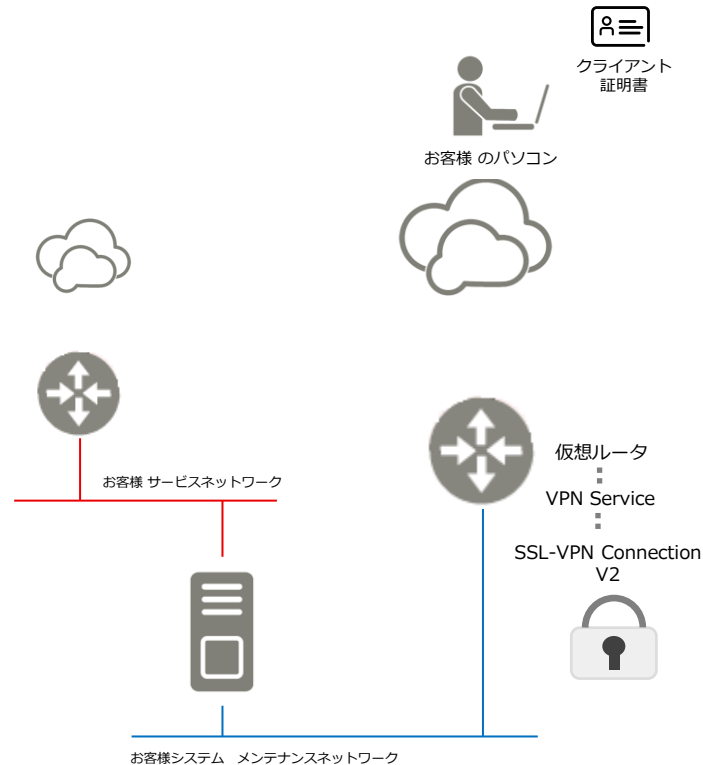 クライアント
証明書
お客様 のパソコン
お客様 サービスネットワーク
仮想ルータ
VPN Service
SSL-VPN Connection
V2
お客様システム　メンテナンスネットワーク